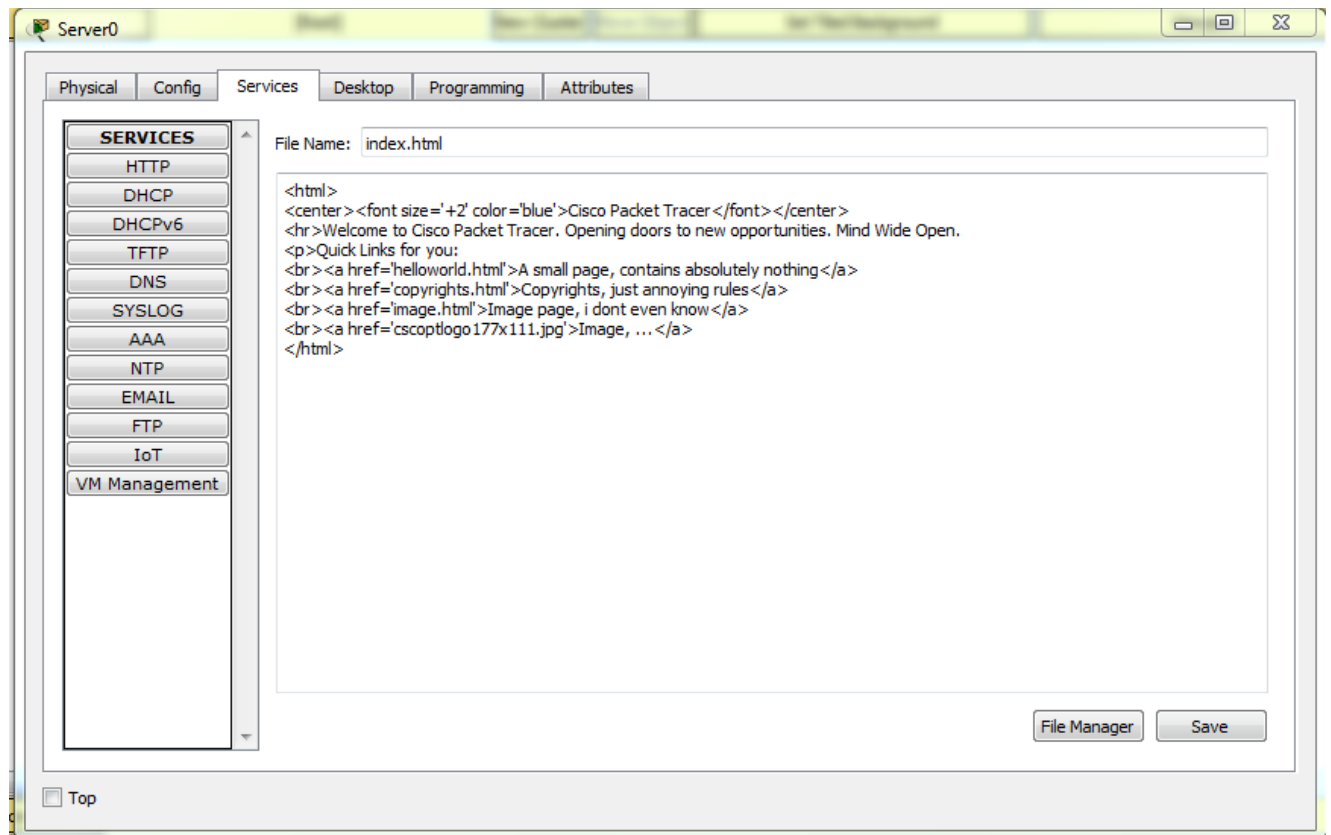 Server0
Physical Config Services Desktop Programming Attributes
SERVICES
HTTP
DHCP
DHCPv6
TFTP
DNS
SYSLOG
AAA
NTP
EMAIL
FTP
IoT
VM Management
File Name: index.html
<html>
<center><font size='+2' color='blue'>Cisco Packet Tracer</font></center>
<hr>Welcome to Cisco Packet Tracer. Opening doors to new opportunities. Mind Wide Open.
<p>Quick Links for you:
<br><a href='helloworld.html'>A small page, contains absolutely nothing</a>
<br><a href='copyrights.html'>Copyrights, just annoying rules</a>
<br><a href='image.html'>Image page, i dont even know</a>
<br><a href='cscoptlogo177x111.jpg'>Image, ...</a>
</html>
File Manager Save
Top